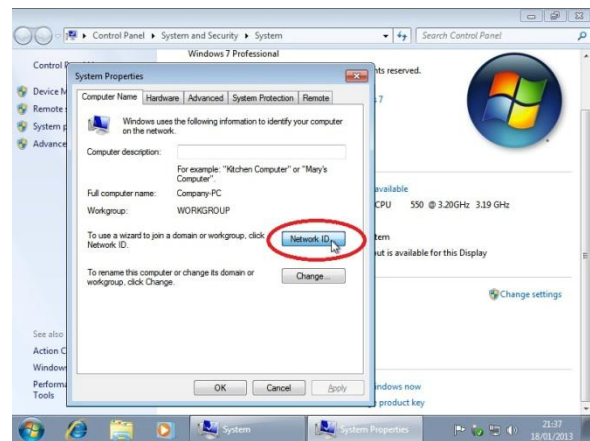 Control Panel ▸ System and Security ▸ System
Search Control Panel
Windows 7 Professional
Control
hts reserved.
Device M
Remote
System p
Advance
.7
System Properties
Computer Name
Hardware
Advanced
System Protection
Remote
Windows uses the following information to identify your computer
on the network.
Computer description:
For example: "Kitchen Computer" or "Mary's
Computer".
Full computer name:
Company-PC
Workgroup:
WORKGROUP
To use a wizard to join a domain or workgroup, click
Network ID.
Network ID...
To rename this computer or change its domain or
workgroup, click Change.
Change...
OK
Cancel
Apply
available
CPU 550 @ 3.20GHz 3.19 GHz
tem
out is available for this Display
Change settings
See also
Action C
Window
Performa
Tools
indows now
e product key
System
System Properties
21:37
18/01/2013